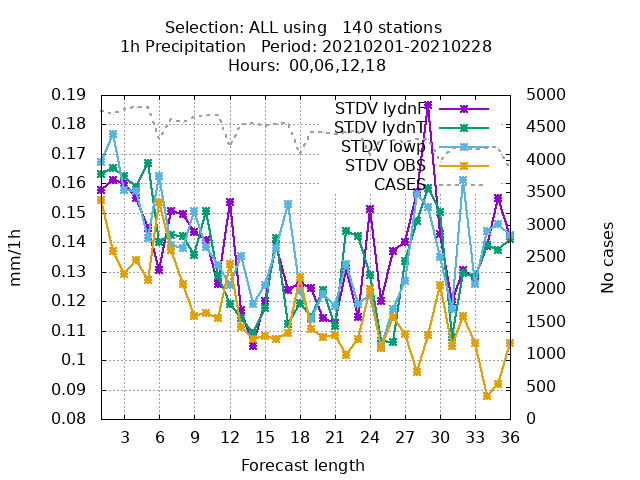 Selection: ALL using 140 stations
1h Precipitation Period: 20210201-20210228
Hours: 00,06,12,18
STDV lydnF
STDV lydnT
STDV fowp
STDV OBS
CASES
0.19
0.18
0.17
0.16
0.15
0.14
0.13
0.12
0.11
0.1
0.09
0.08
mm/1h
5000
4500
4000
3500
3000
2500
2000
1500
1000
500
0
No cases
3 6 9 12 15 18 21 24 27 30 33 36
Forecast length